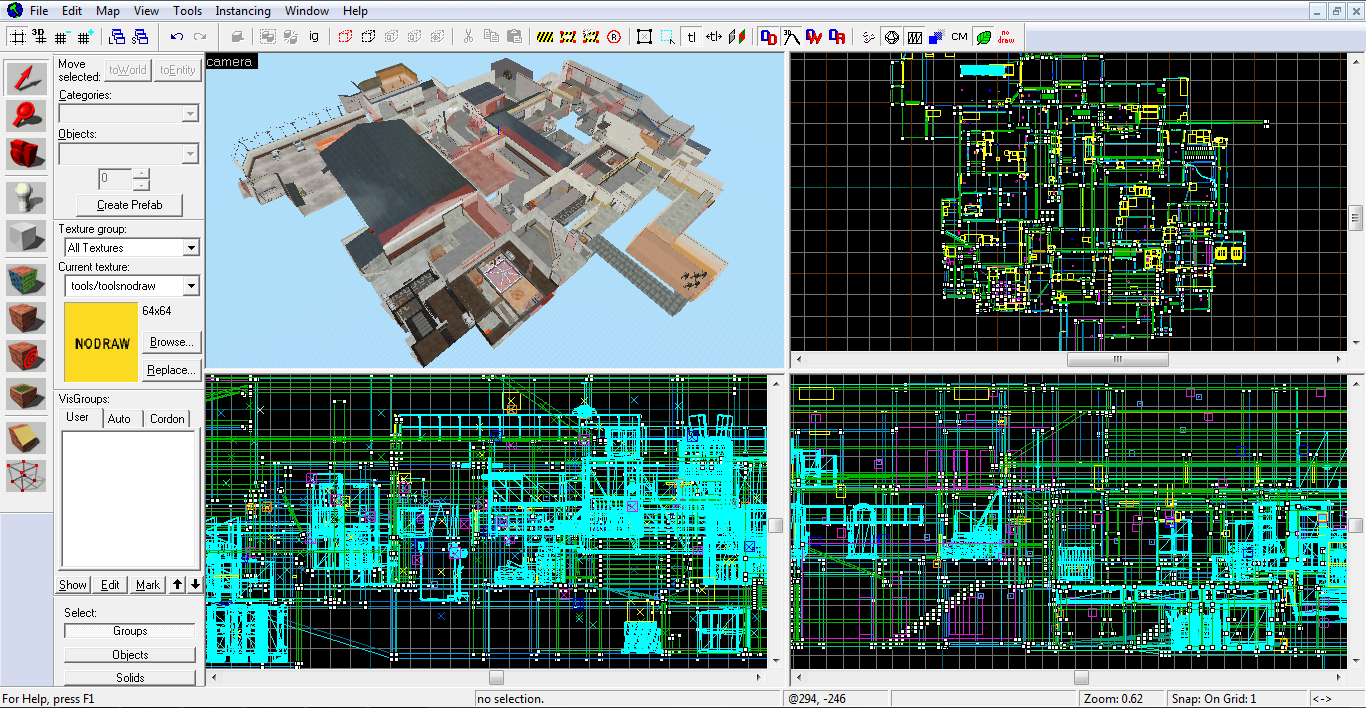 File Edit Map View Tools Instancing Window Help
3D ig tl CM no draw
Move selected: toWorld toEntity
Categories:
Objects:
0
Create Prefab
Texture group:
All Textures
Current texture:
tools/toolsnodraw
64x64
NODRAW
Browse...
Replace...
VisGroups:
User Auto Cordon
Show Edit Mark
Select:
Groups
Objects
Solids
camera
For Help, press F1 no selection. @294, -246 Zoom: 0.62 Snap: On Grid: 1 <->